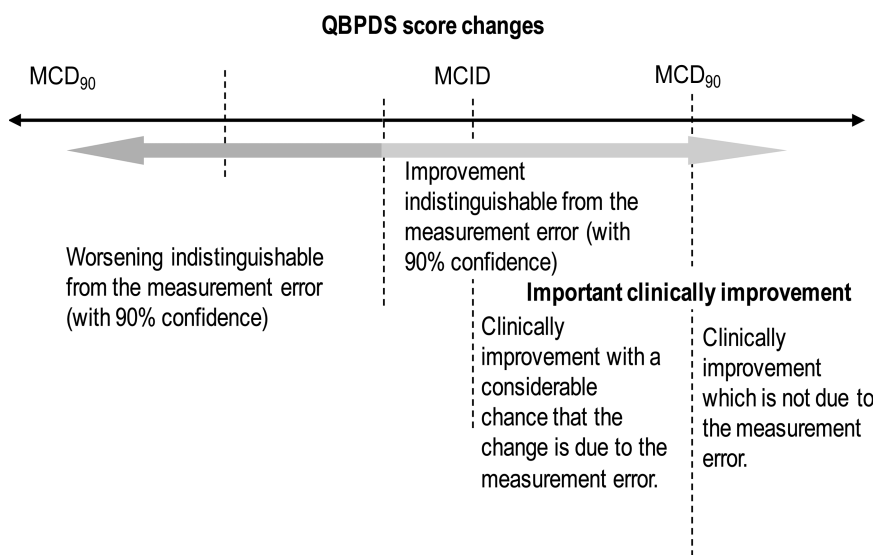 QBPDS score changes
MCD90
MCID
MCD90
Improvement
indistinguishable from the
measurement error (with
90% confidence)
Worsening indistinguishable
from the measurement error
(with 90% confidence)
Important clinically improvement
Clinically
improvement with a
considerable
chance that the
change is due to the
measurement error.
Clinically
improvement
which is not due to
the measurement
error.